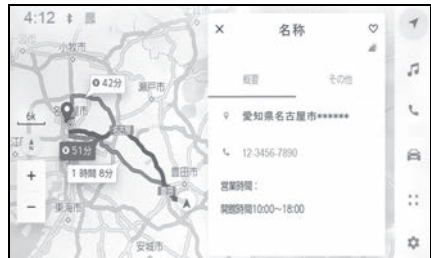 4:12
小牧市
42分
瀬戸市
6k
51分
1 時間 8分
豊田市
東海市
安城市
名称
概要
その他
愛知県名古屋市******
12-3456-7890
営業時間：
開館時間10:00～18:00